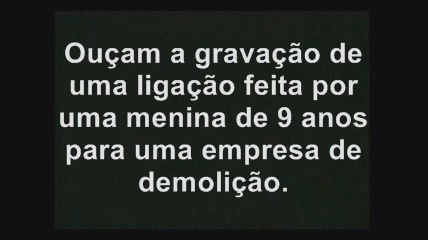 Ouçam a gravação de
uma ligação feita por
uma menina de 9 anos
para uma empresa de
demolição.